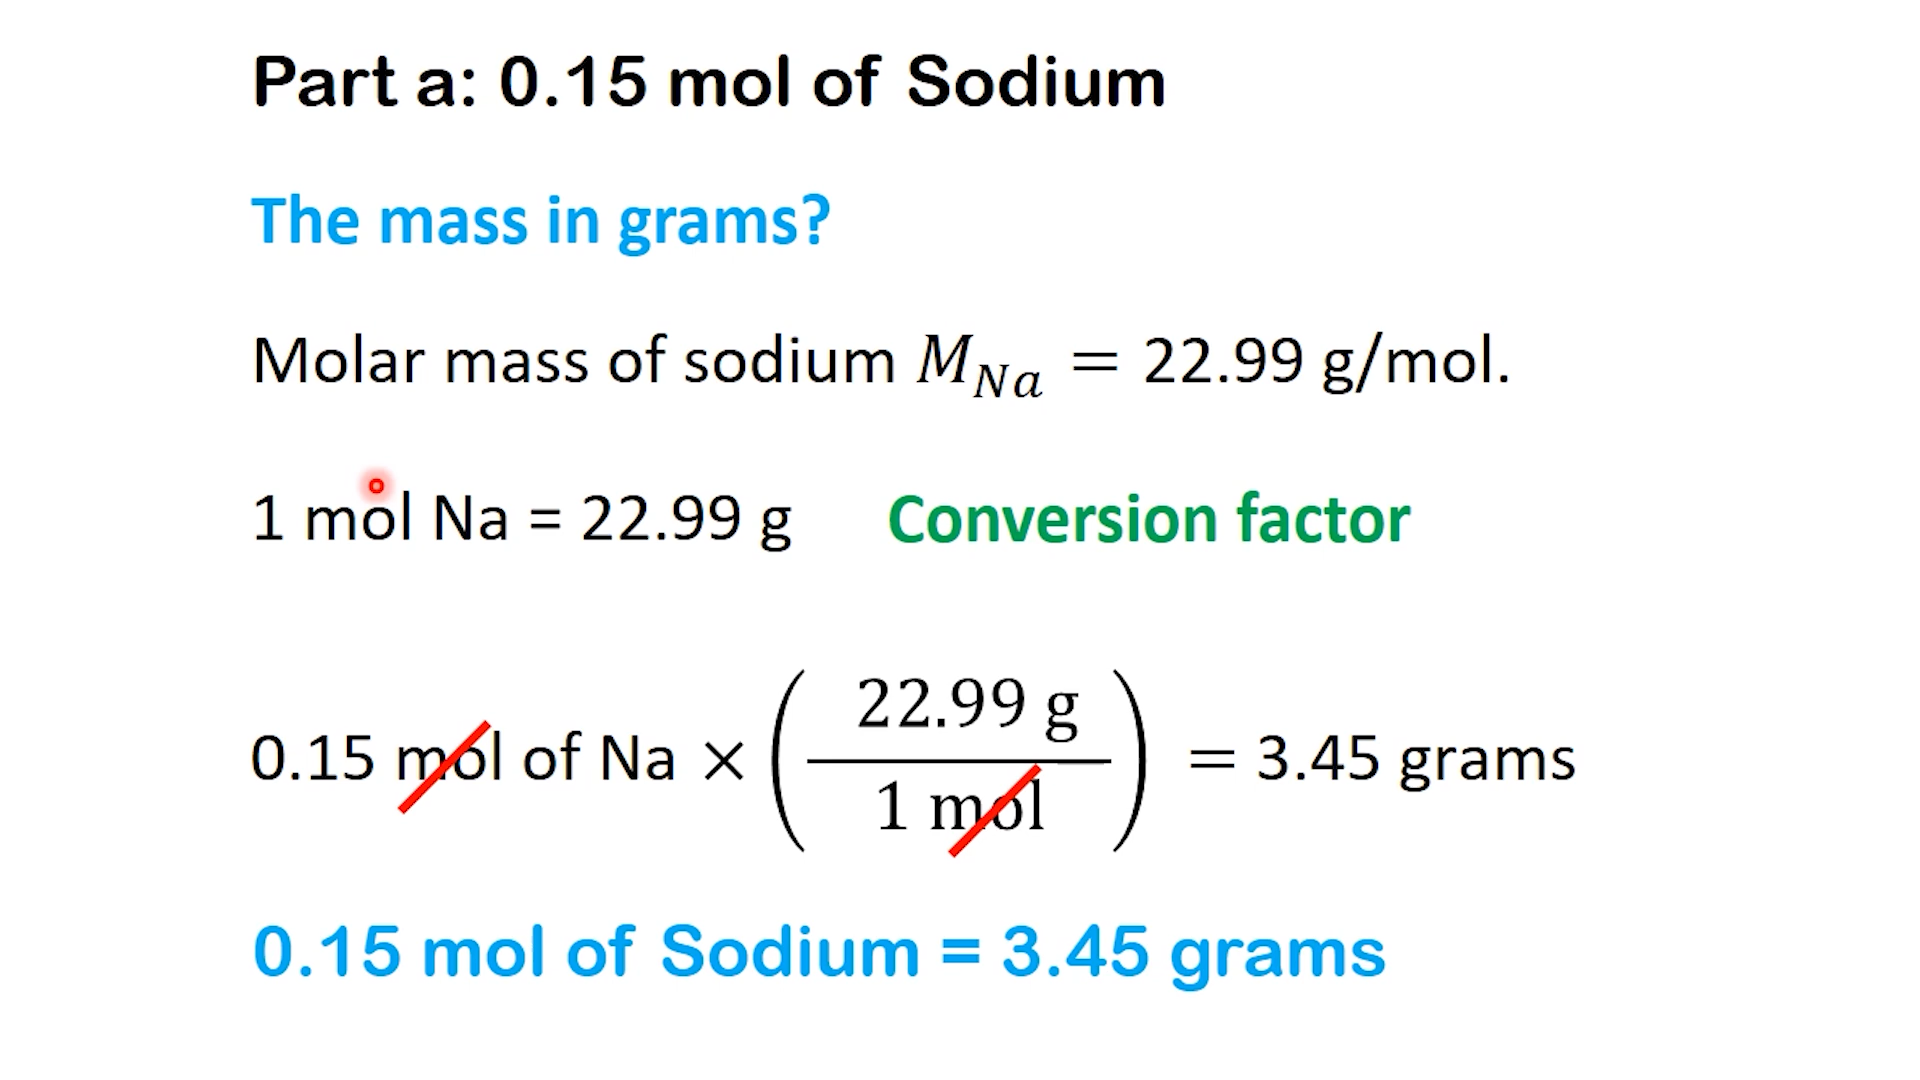 Part a: 0.15 mol of Sodium
The mass in grams?
Molar mass of sodium M_Na = 22.99 g/mol.
1 mol Na = 22.99 g Conversion factor
0.15 mol of Na × ( 22.99 g / 1 mol ) = 3.45 grams
0.15 mol of Sodium = 3.45 grams